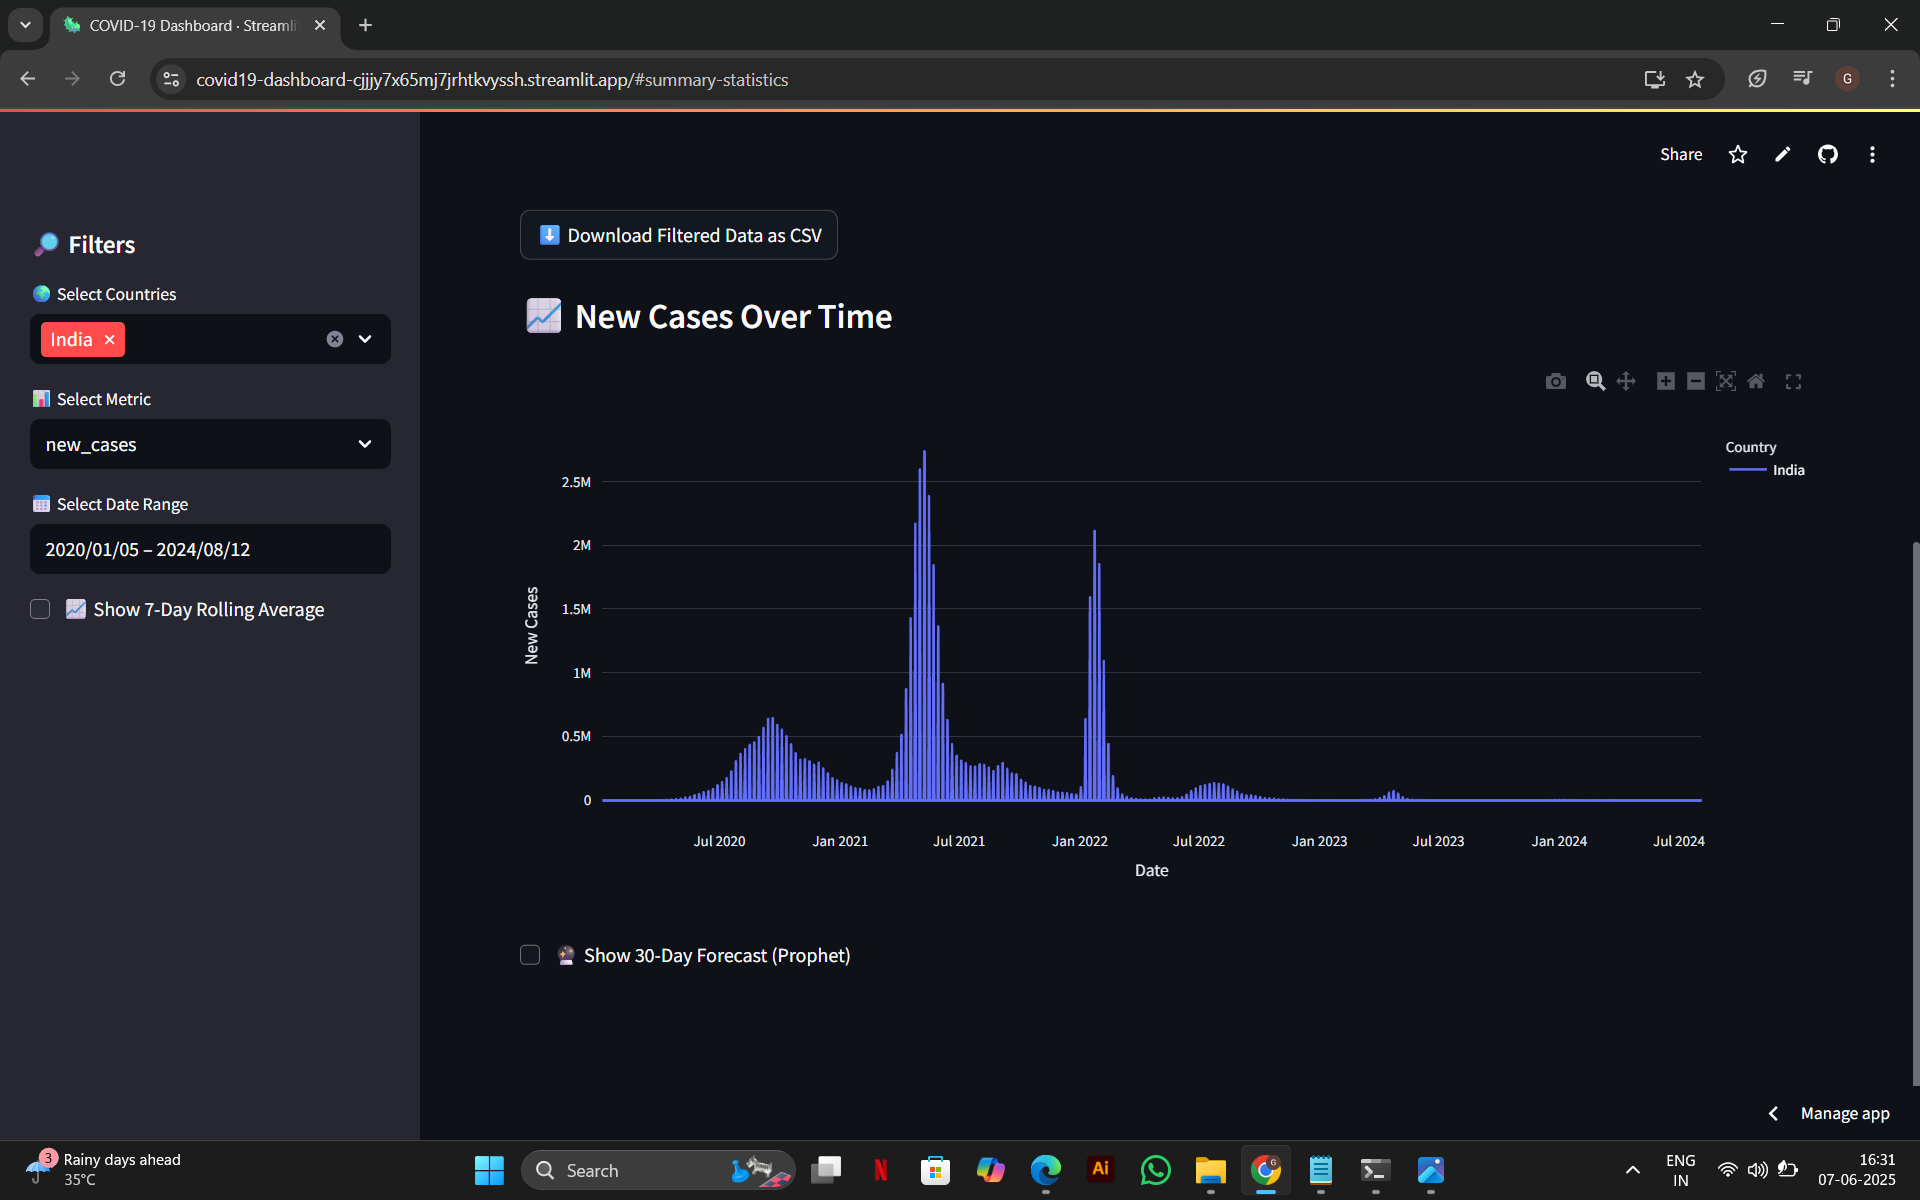 COVID-19 Dashboard · Streamli
covid19-dashboard-cjjjy7x65mj7jrhtkvyssh.streamlit.app/#summary-statistics
G
Share
Filters
Select Countries
India ×
Select Metric
new_cases
Select Date Range
2020/01/05 – 2024/08/12
Show 7-Day Rolling Average
Download Filtered Data as CSV
New Cases Over Time
Country
India
2.5M
2M
1.5M
1M
0.5M
0
New Cases
Jul 2020 Jan 2021 Jul 2021 Jan 2022 Jul 2022 Jan 2023 Jul 2023 Jan 2024 Jul 2024
Date
Show 30-Day Forecast (Prophet)
Manage app
3
Rainy days ahead
35°C
Search
N
Ai
G
ENG
IN
16:31
07-06-2025